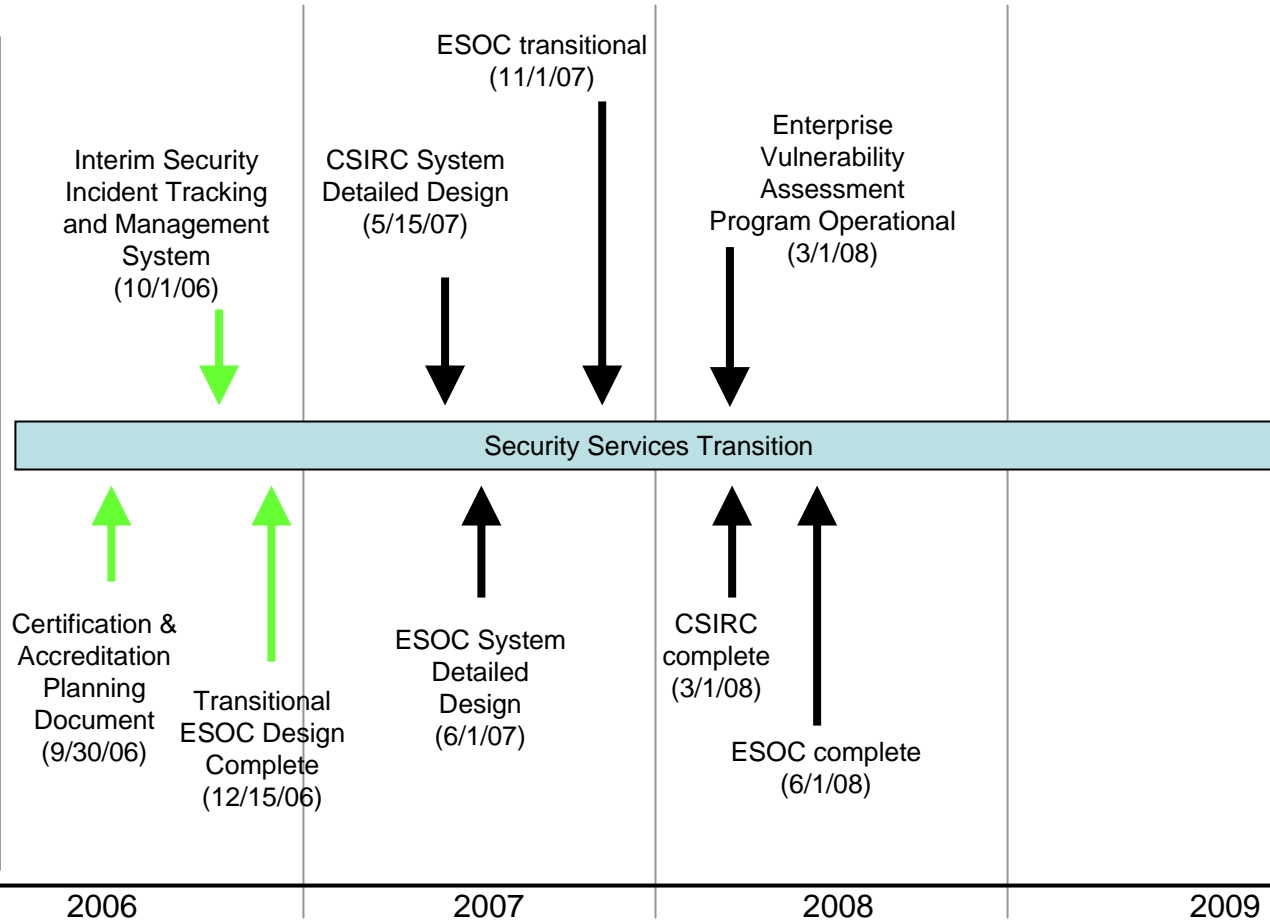 ESOC transitional
(11/1/07)
Enterprise
Vulnerability
Assessment
Program Operational
(3/1/08)
Interim Security
Incident Tracking
and Management
System
(10/1/06)
CSIRC System
Detailed Design
(5/15/07)
Security Services Transition
Certification &
Accreditation
Planning
Document
(9/30/06)
Transitional
ESOC Design
Complete
(12/15/06)
ESOC System
Detailed
Design
(6/1/07)
CSIRC
complete
(3/1/08)
ESOC complete
(6/1/08)
2006
2007
2008
2009